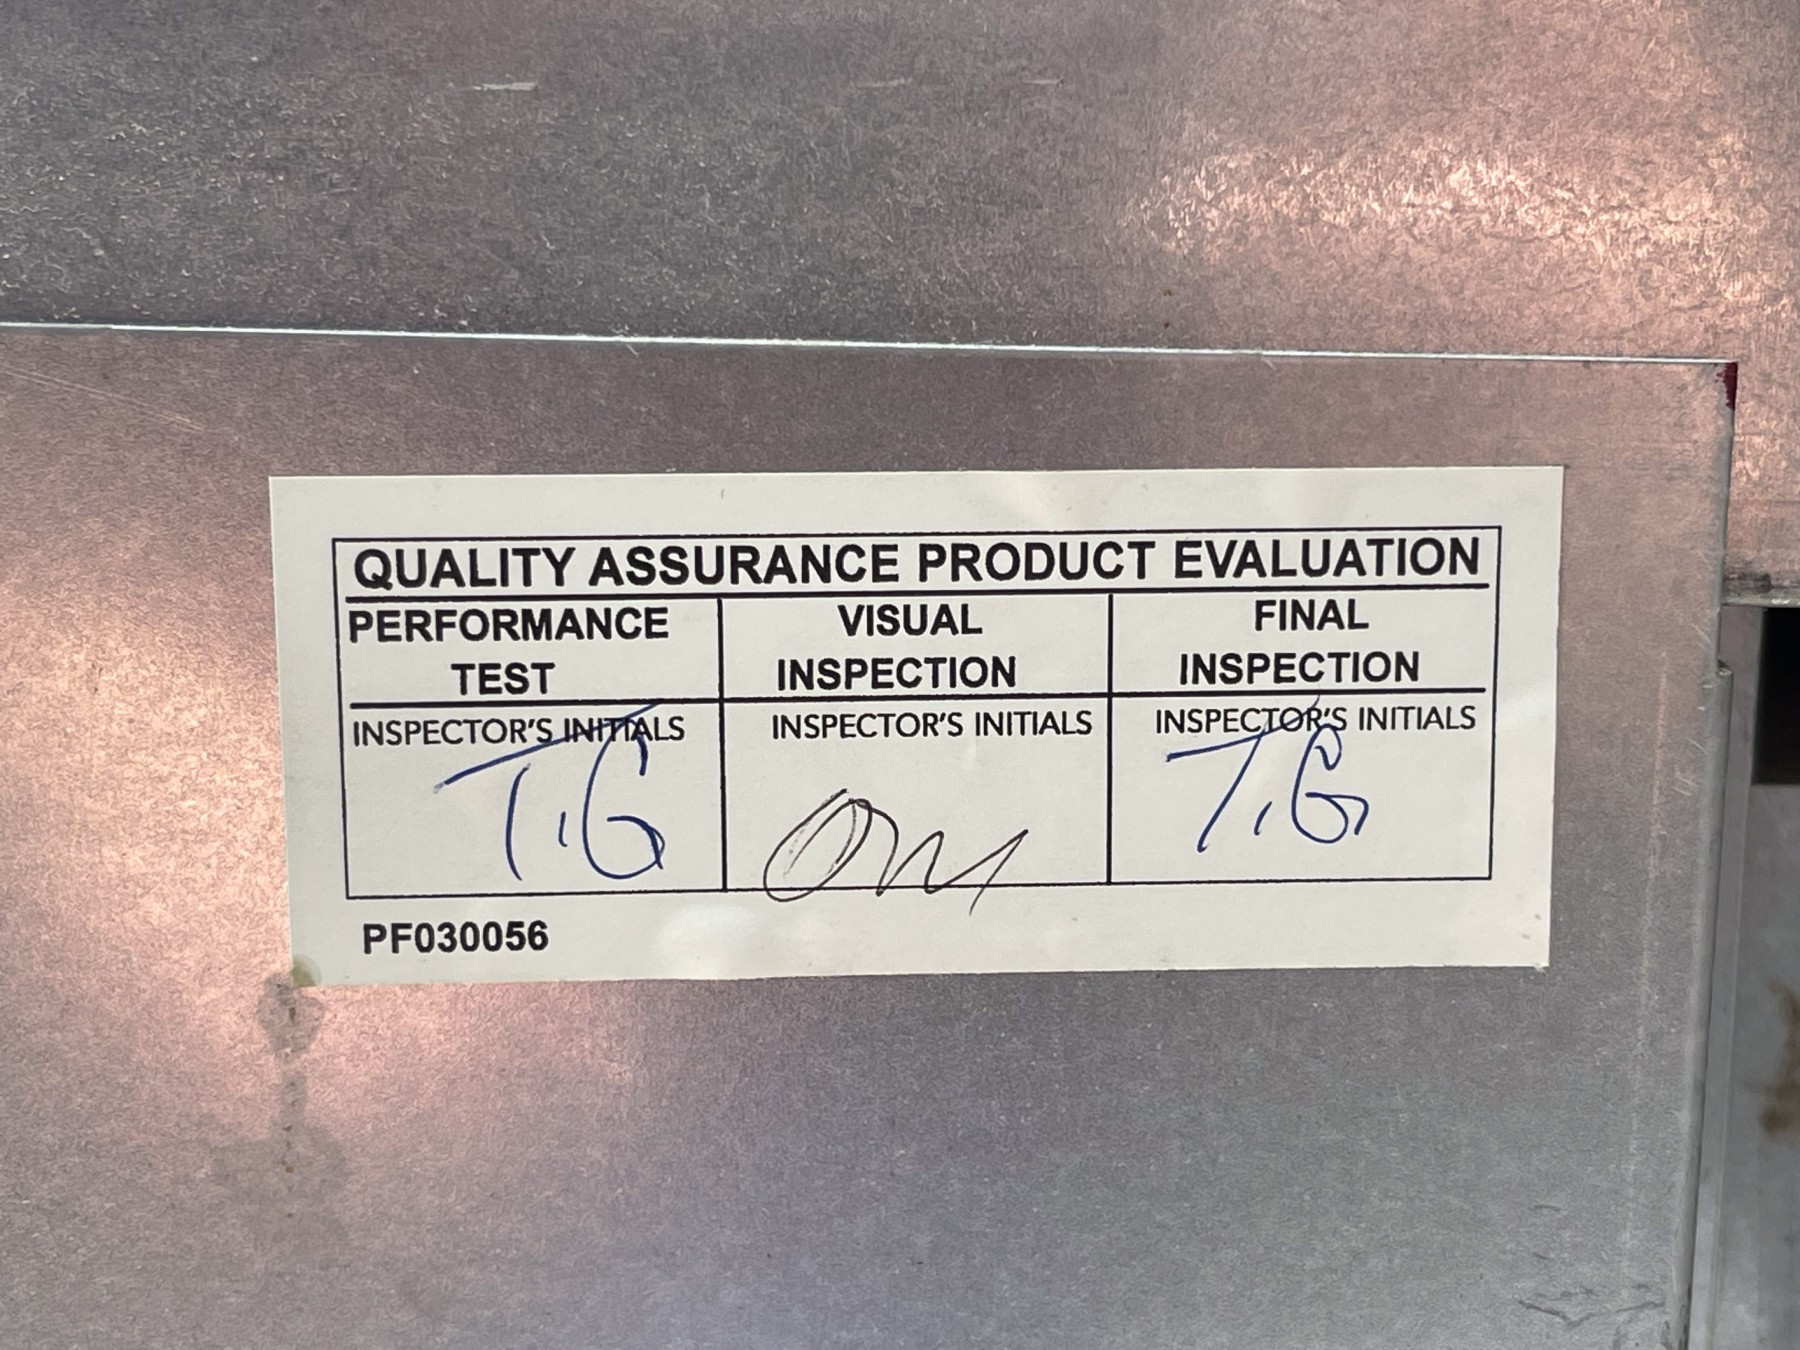 QUALITY ASSURANCE PRODUCT EVALUATION
PERFORMANCE TEST
VISUAL INSPECTION
FINAL INSPECTION
INSPECTOR'S INITIALS
INSPECTOR'S INITIALS
INSPECTOR'S INITIALS
T.G
T.G
PF030056